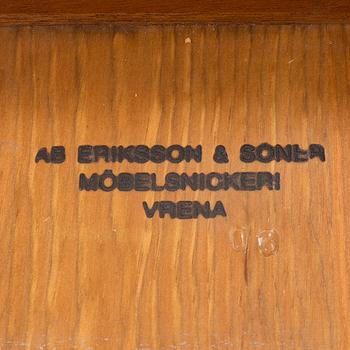 AB ERIKSSON & SONER
MÖBELSNICKERI
VRENA